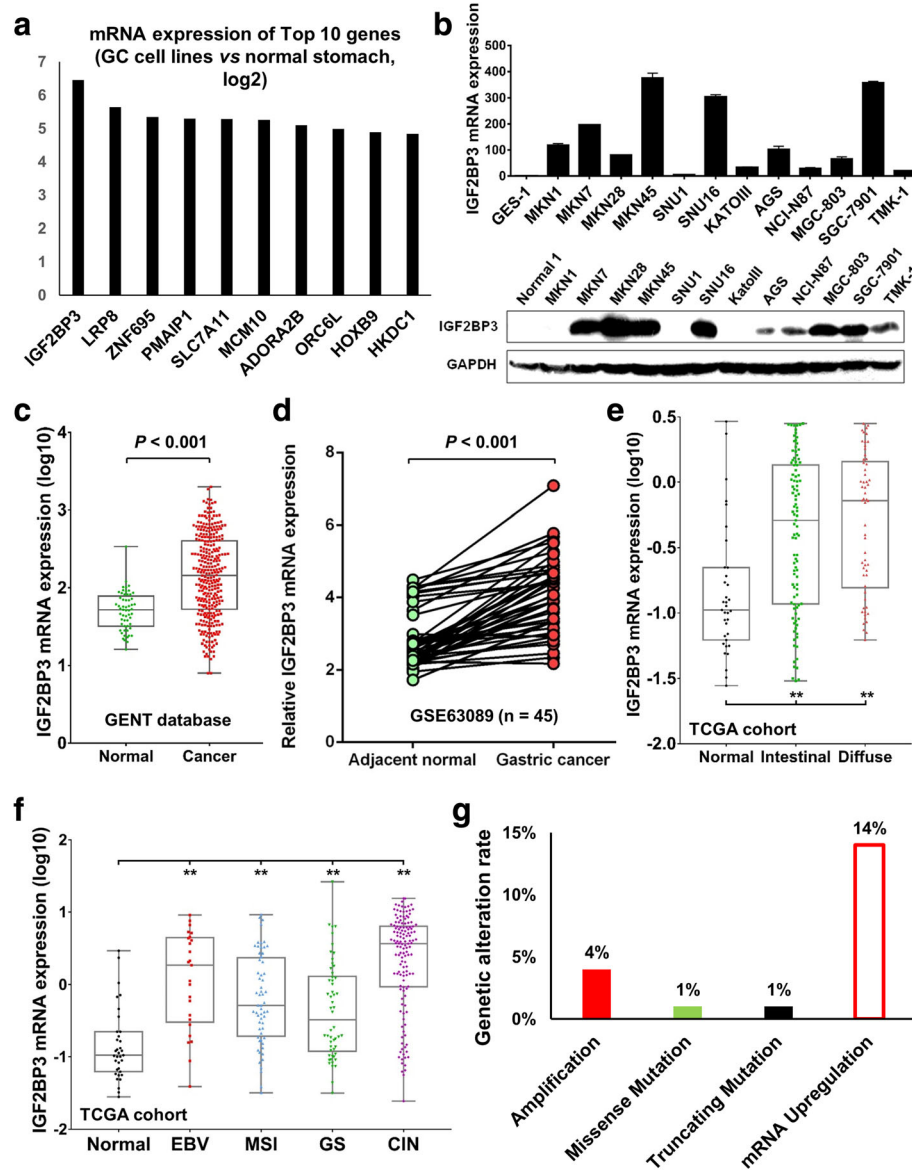 a
mRNA expression of Top 10 genes
(GC cell lines vs normal stomach,
log2)
7
6
5
4
3
2
1
0
IGF2BP3
LRP8
ZNF695
PMAIP1
SLC7A11
MCM10
ADORA2B
ORC6L
HOXB9
HKDC1
b
IGF2BP3 mRNA expression
500
400
300
200
100
0
GES-1
MKN1
MKN7
MKN28
MKN45
SNU1
SNU16
KATOIII
AGS
NCI-N87
MGC-803
SGC-7901
TMK-1
Normal 1
MKN1
MKN7
MKN28
MKN45
SNU1
SNU16
KatoIII
AGS
NCI-N87
MGC-803
SGC-7901
TMK-1
IGF2BP3
GAPDH
c
IGF2BP3 mRNA expression (log10)
4
3
2
1
0
P < 0.001
GENT database
Normal
Cancer
d
Relative IGF2BP3 mRNA expression
8
6
4
2
0
P < 0.001
GSE63089 (n = 45)
Adjacent normal
Gastric cancer
e
IGF2BP3 mRNA expression (log10)
0.5
0.0
-0.5
-1.0
-1.5
-2.0
**
**
TCGA cohort
Normal
Intestinal
Diffuse
f
IGF2BP3 mRNA expression (log10)
2
1
0
-1
-2
**
**
**
**
TCGA cohort
Normal
EBV
MSI
GS
CIN
g
Genetic alteration rate
15%
10%
5%
0%
4%
1%
1%
14%
Amplification
Missense Mutation
Truncating Mutation
mRNA Upregulation